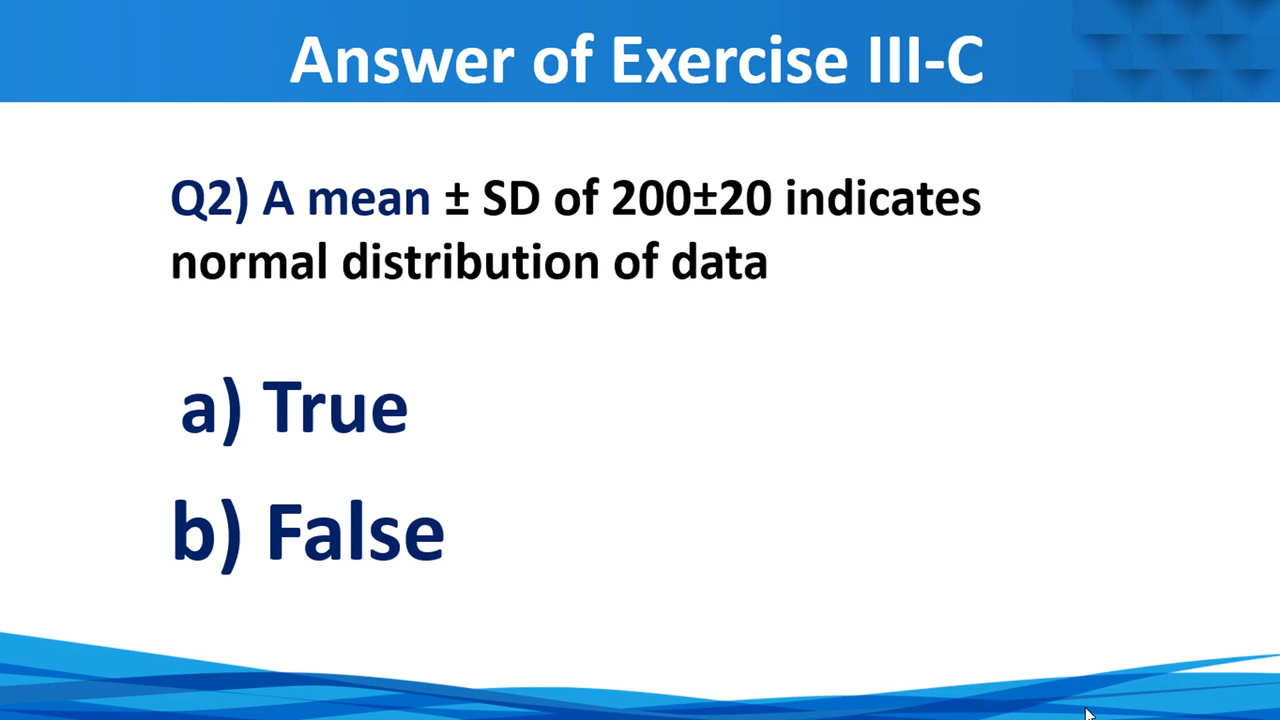 Answer of Exercise III-C
Q2) A mean ± SD of 200±20 indicates
normal distribution of data
a) True
b) False